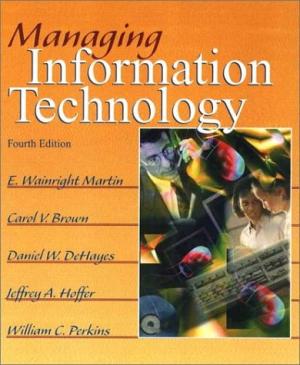 Managing
Information
Technology
Fourth Edition
E. Wainright Martin
Carol V. Brown
Daniel W. DeHayes
Jeffrey A. Hoffer
William C. Perkins